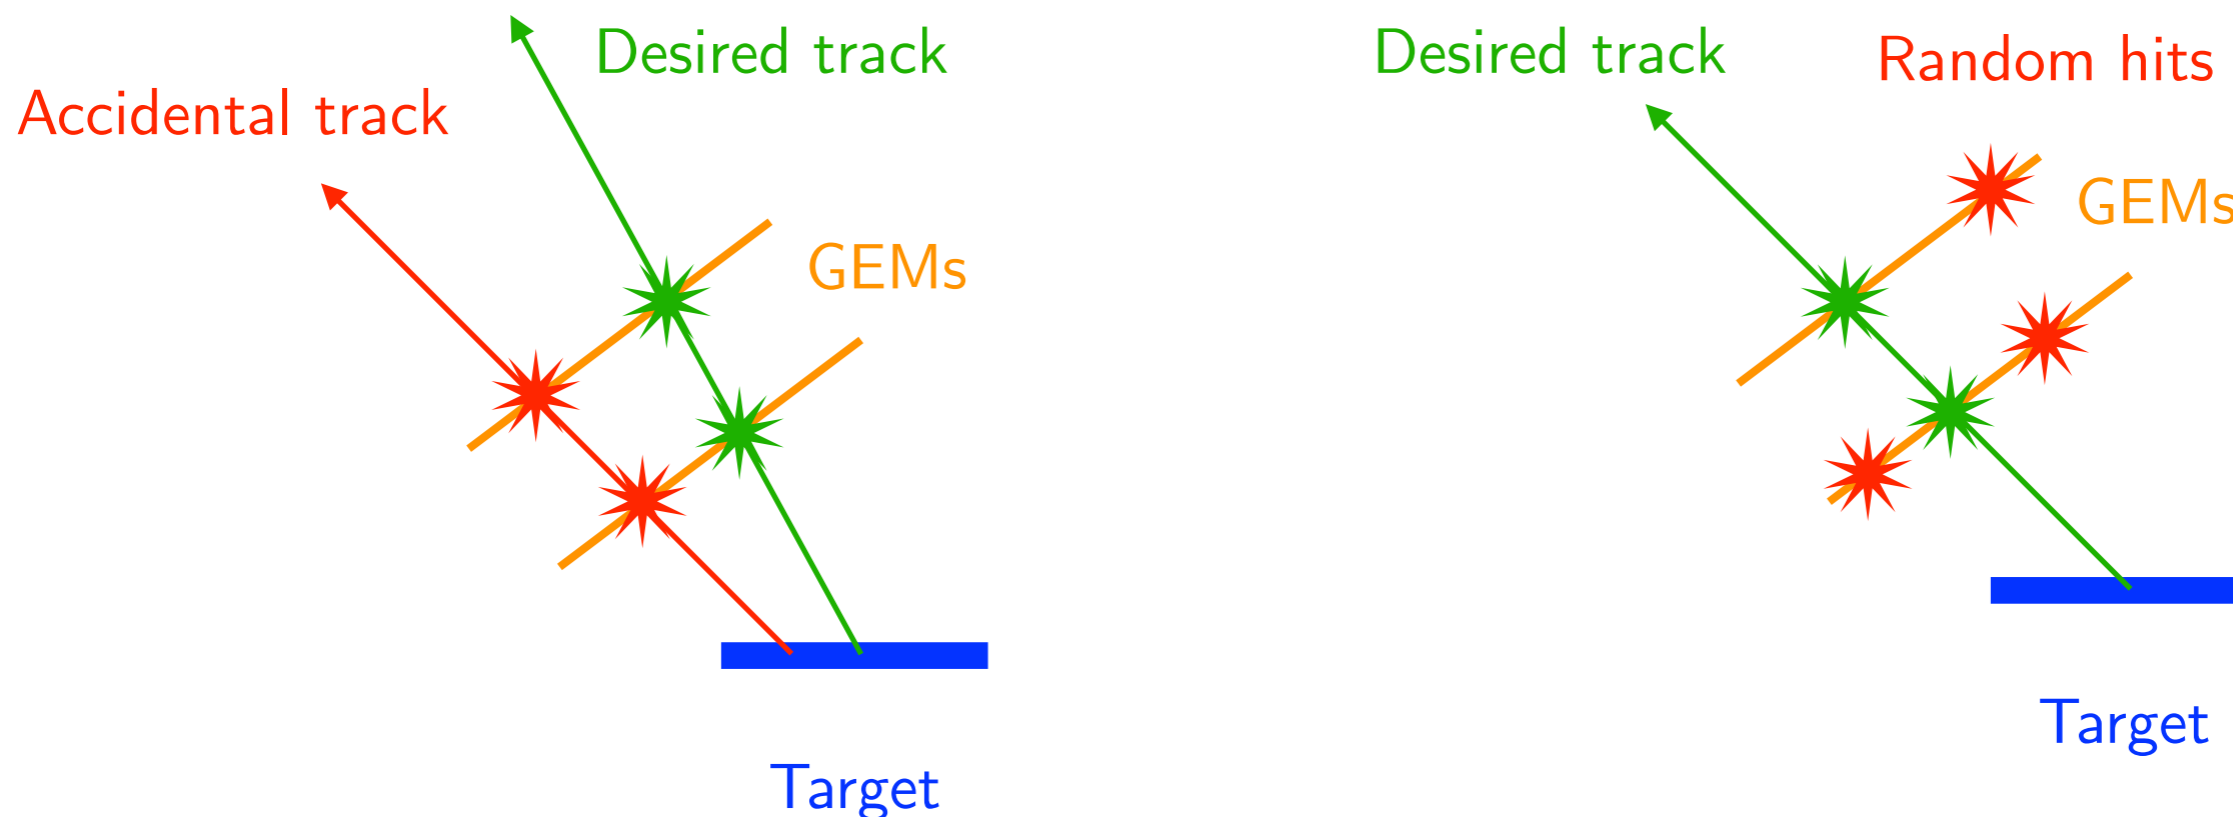 Desired track
Accidental track
GEMs
Target
Desired track
Random hits
GEMs
Target